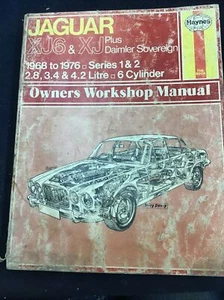 JAGUAR
Haynes
XJ6 & XJ Plus
Daimler Sovereign
1968 to 1976 □ Series 1 & 2
2.8, 3.4 & 4.2 Litre □ 6 Cylinder
Owners Workshop Manual